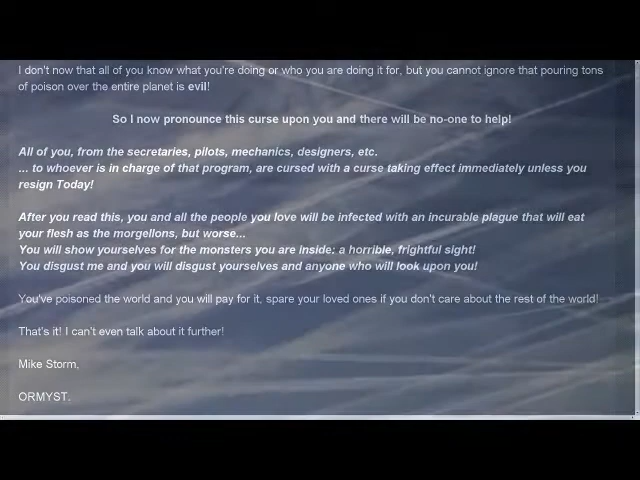 I don't now that all of you know what you're doing or who you are doing it for, but you cannot ignore that pouring tons
of poison over the entire planet is evil!
So I now pronounce this curse upon you and there will be no-one to help!
All of you, from the secretaries, pilots, mechanics, designers, etc.
... to whoever is in charge of that program, are cursed with a curse taking effect immediately unless you
resign Today!
After you read this, you and all the people you love will be infected with an incurable plague that will eat
your flesh as the morgellons, but worse...
You will show yourselves for the monsters you are inside: a horrible, frightful sight!
You disgust me and you will disgust yourselves and anyone who will look upon you!
You've poisoned the world and you will pay for it, spare your loved ones if you don't care about the rest of the world!
That's it! I can't even talk about it further!
Mike Storm,
ORMYST.